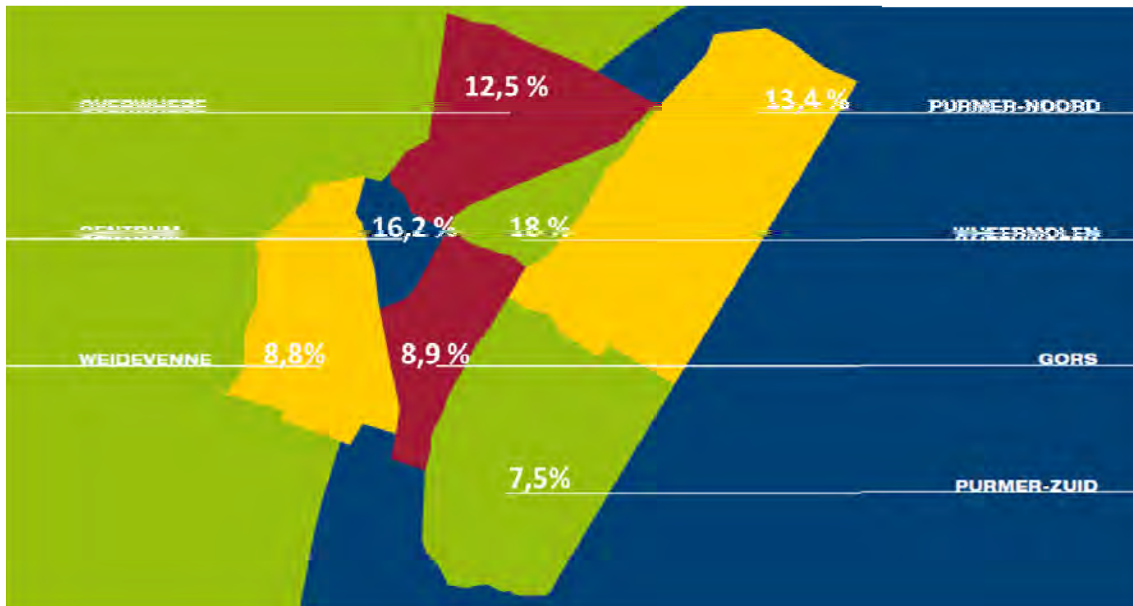 12,5 %
OVERWHERE
13,4 %
PURMER-NOORD
CENTRUM
16,2 %
18 %
WHEERMOLEN
WEIDEVENNE
8,8%
8,9 %
GORS
7,5%
PURMER-ZUID